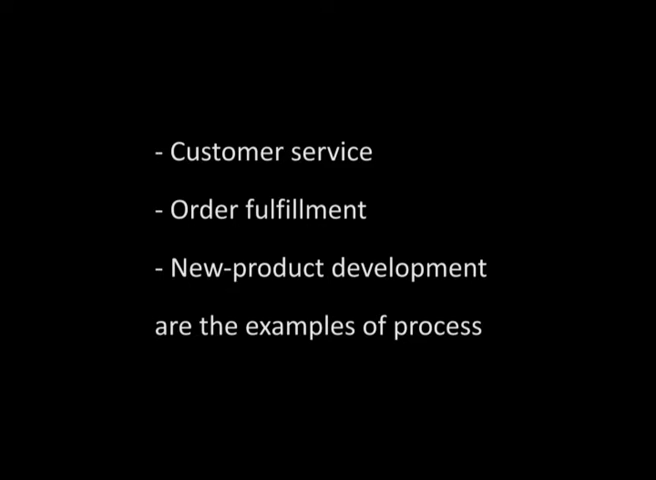 - Customer service
- Order fulfillment
- New-product development
are the examples of process